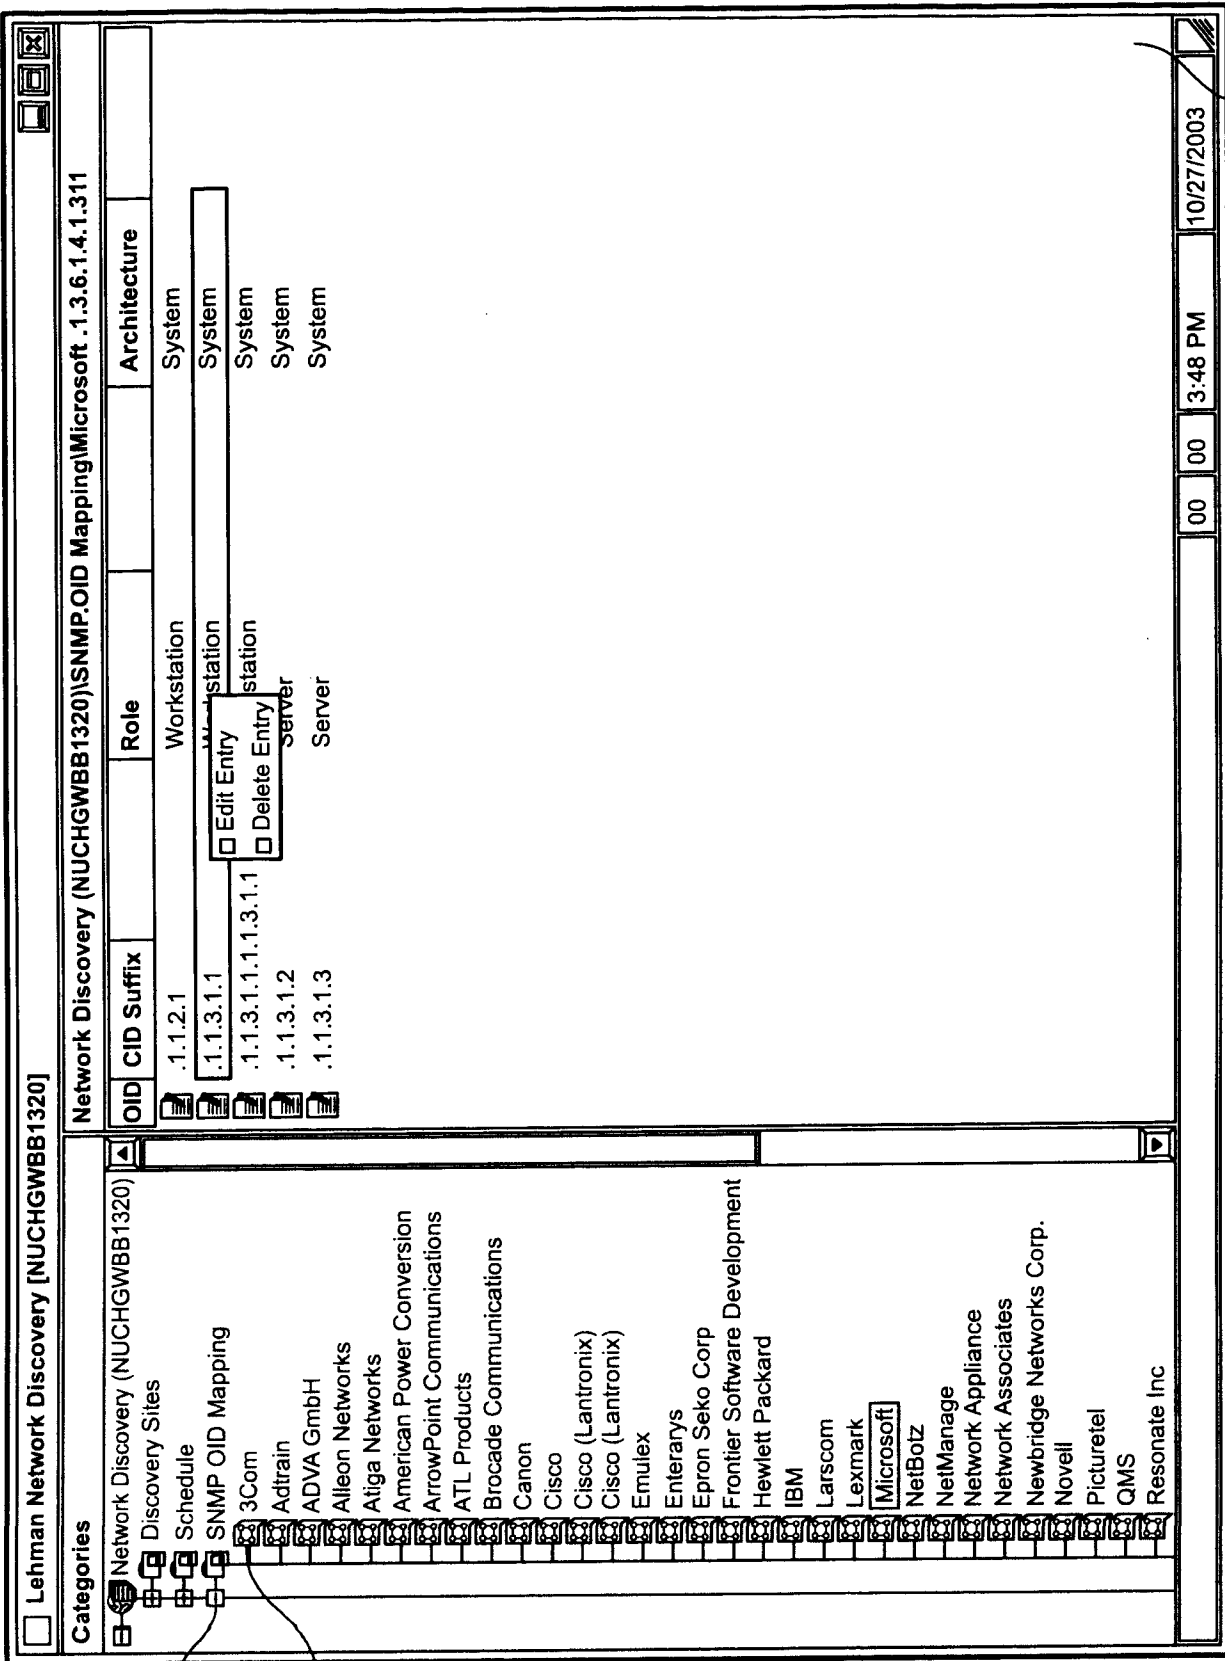 Lehman Network Discovery [NUCHGWBB1320]
Categories
Network Discovery (NUCHGWBB1320)
Discovery Sites
Schedule
SNMP OID Mapping
3Com
Adtrain
ADVA GmbH
Alleon Networks
Atiga Networks
American Power Conversion
ArrowPoint Communications
ATL Products
Brocade Communications
Canon
Cisco
Cisco (Lantronix)
Cisco (Lantronix)
Emulex
Enterarys
Epron Seko Corp
Frontier Software Development
Hewlett Packard
IBM
Larscom
Lexmark
Microsoft
NetBotz
NetManage
Network Appliance
Network Associates
Newbridge Networks Corp.
Novell
Picturetel
QMS
Resonate Inc
Network Discovery (NUCHGWBB1320)\SNMP.OID Mapping\Microsoft .1.3.6.1.4.1.311
OID CID Suffix Role Architecture
.1.1.2.1 Workstation System
.1.1.3.1.1 Workstation System
.1.1.3.1.1.1.1.3.1.1 station System
.1.1.3.1.2 Server System
.1.1.3.1.3 Server System
Edit Entry
Delete Entry
00 00 3:48 PM 10/27/2003